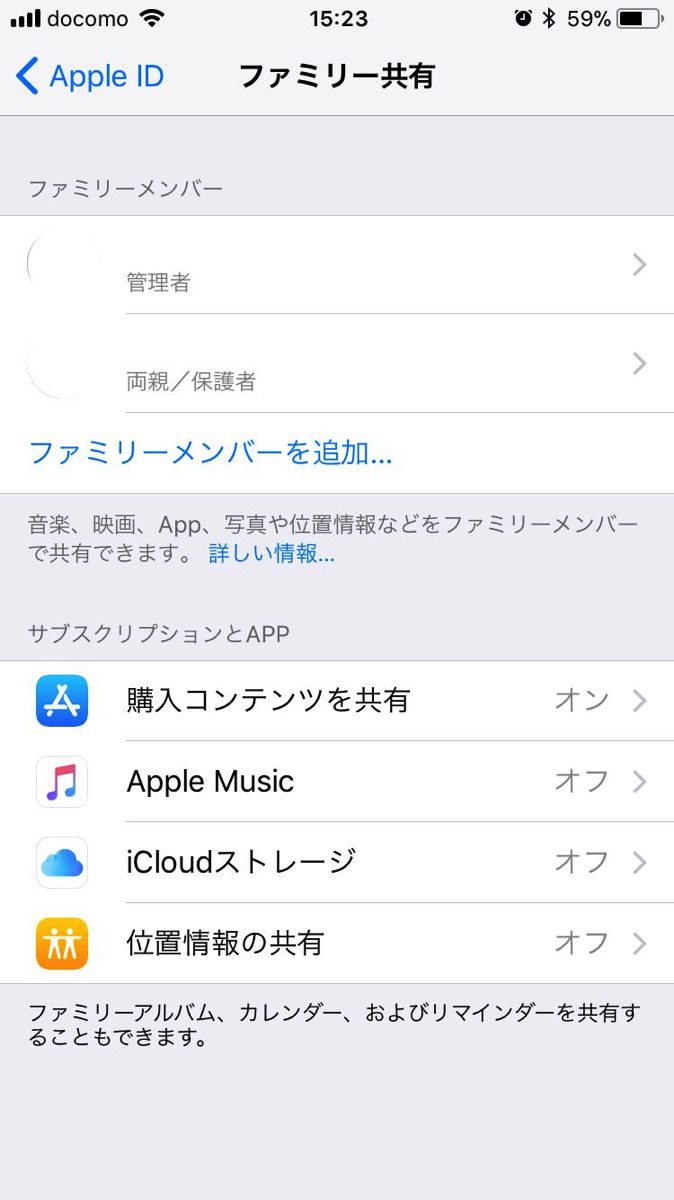 docomo 15:23 59%
Apple ID ファミリー共有
ファミリーメンバー
管理者
両親／保護者
ファミリーメンバーを追加...
音楽、映画、App、写真や位置情報などをファミリーメンバー
で共有できます。 詳しい情報...
サブスクリプションとAPP
購入コンテンツを共有 オン
Apple Music オフ
iCloudストレージ オフ
位置情報の共有 オフ
ファミリーアルバム、カレンダー、およびリマインダーを共有す
ることもできます。